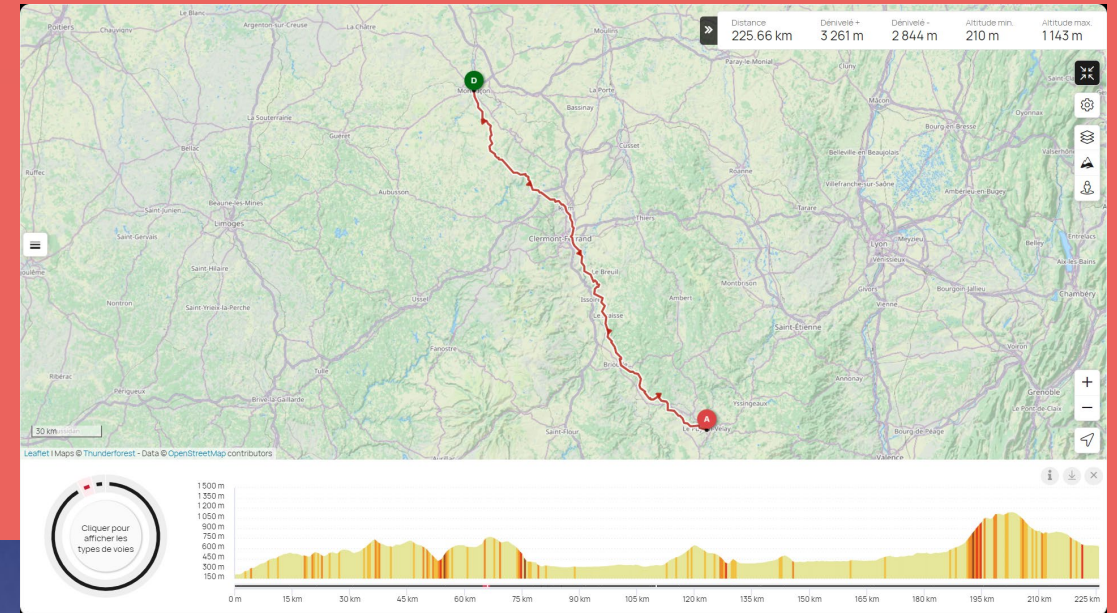 Distance
225.66 km
Dénivelé +
3 261 m
Dénivelé -
2 844 m
Altitude min.
210 m
Altitude max.
1 143 m
Poitiers
Chauvigny
Le Blanc
Argenton-sur-Creuse
La Châtre
Moulins
Paray-le-Monial
Cluny
D
La Porte
Bassinay
Mâcon
Oyonnax
La Souterraine
Guéret
Cusset
Bourg-en-Bresse
Bellac
Roanne
Belleville-en-Beaujolais
Ruffec
Aubusson
Villefranche-sur-Saône
Ambérieu-en-Bugey
Saint-Junien
Beaune-les-Mines
Limoges
Thiers
Tarare
Saint-Gervais
Clermont-Ferrand
Lyon
Meyzieu
Entrelacs
Vénissieux
Belley
Aix-les-Bains
Saint-Hilaire
Le Breuil
Montbrison
Nontron
Saint-Yrieix-la-Perche
Ussel
Issoire
Ambert
Givors
Bourgoin-Jallieu
Chambéry
Vienne
Saint-Étienne
Fanostre
Voiron
Ribérac
Tulle
Annonay
Périgueux
Brive-la-Gaillarde
Yssingeaux
Grenoble
Le Pont-de-Claix
A
30 km
Saint-Flour
Bourg-de-Péage
Valence
Leaflet | Maps © Thunderforest - Data © OpenStreetMap contributors
Cliquer pour
afficher les
types de voies
1 500 m
1 350 m
1 200 m
1 050 m
900 m
750 m
600 m
450 m
300 m
150 m
0 m
15 km
30 km
45 km
60 km
75 km
90 km
105 km
120 km
135 km
150 km
165 km
180 km
195 km
210 km
225 km